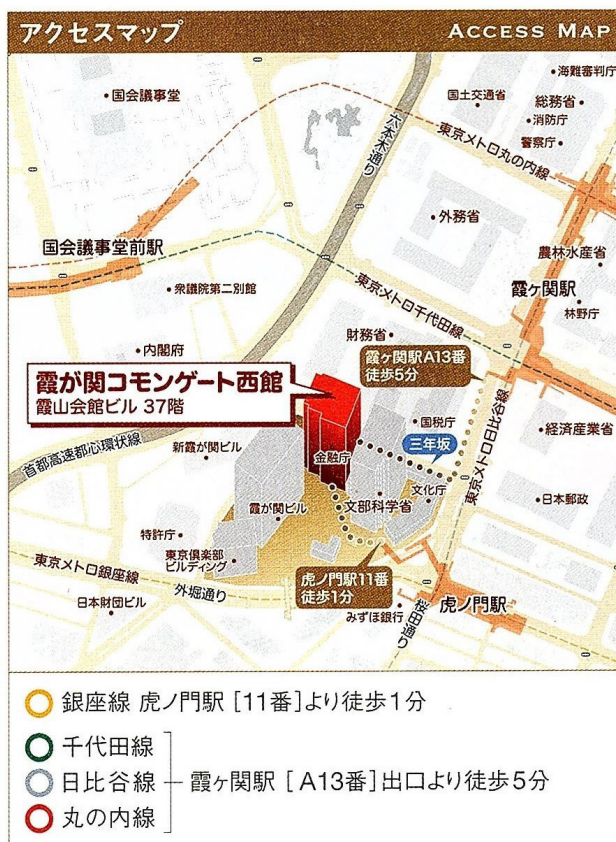 アクセスマップ
ACCESS MAP
国会議事堂
海難審判庁
国土交通省
総務省
消防庁
警察庁
東京メトロ丸の内線
六本木通り
外務省
国会議事堂前駅
農林水産省
霞ヶ関駅
林野庁
衆議院第二別館
東京メトロ千代田線
内閣府
財務省
霞ヶ関駅A13番
徒歩5分
霞が関コモンゲート西館
霞山会館ビル 37階
国税庁
三年坂
東京メトロ日比谷線
経済産業省
首都高速都心環状線
新霞が関ビル
金融庁
文化庁
文部科学省
日本郵政
霞が関ビル
特許庁
東京倶楽部
ビルディング
東京メトロ銀座線
外堀通り
虎ノ門駅11番
徒歩1分
日本財団ビル
みずほ銀行
虎ノ門駅
桜田通り
銀座線 虎ノ門駅 [11番]より徒歩1分
千代田線
日比谷線
霞ヶ関駅 [A13番]出口より徒歩5分
丸の内線